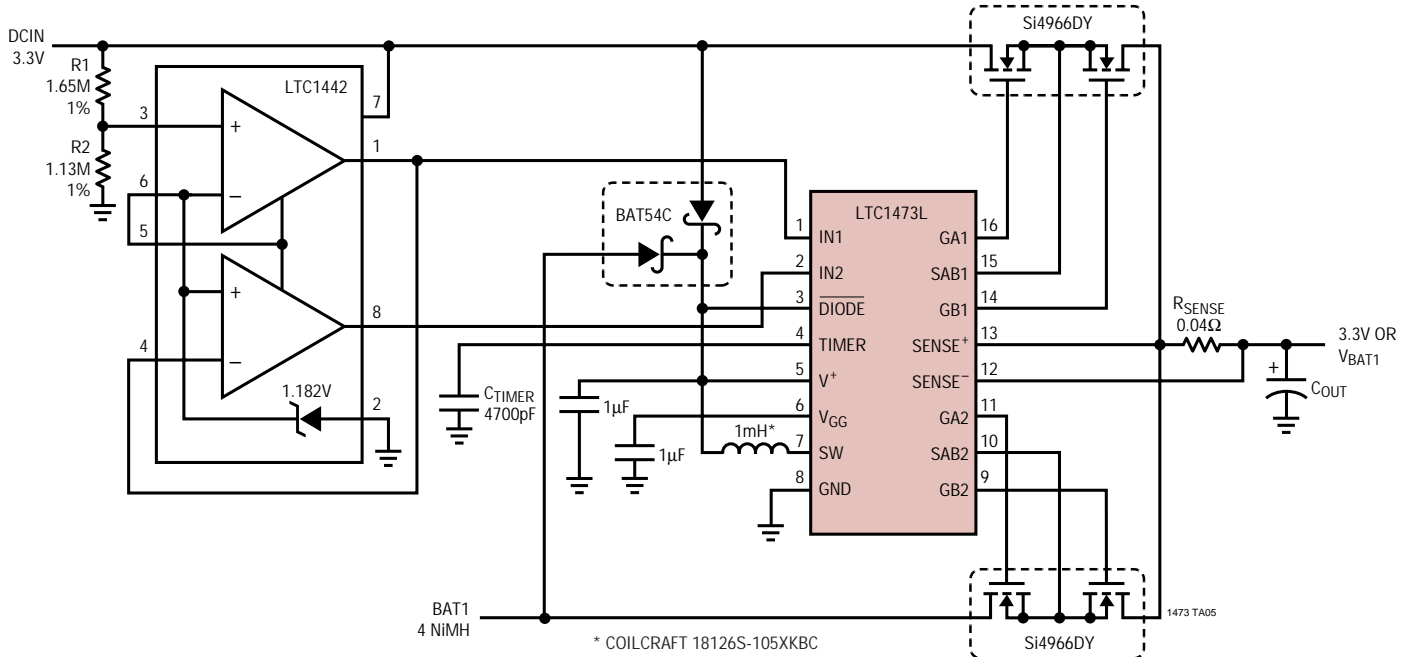 Si4966DY
DCIN
3.3V
R1
1.65M
1%
LTC1442
7
3
+
1
R2
1.13M
1%
6
−
5
BAT54C
LTC1473L
1
IN1
GA1
16
2
IN2
SAB1
15
+
8
3
DIODE
GB1
14
RSENSE
0.04Ω
4
−
4
TIMER
SENSE+
13
3.3V OR
VBAT1
1.182V
2
CTIMER
4700pF
5
V+
SENSE−
12
+
COUT
1µF
6
VGG
GA2
11
1µF
1mH*
7
SW
SAB2
10
8
GND
GB2
9
BAT1
4 NiMH
* COILCRAFT 18126S-105XKBC
Si4966DY
1473 TA05